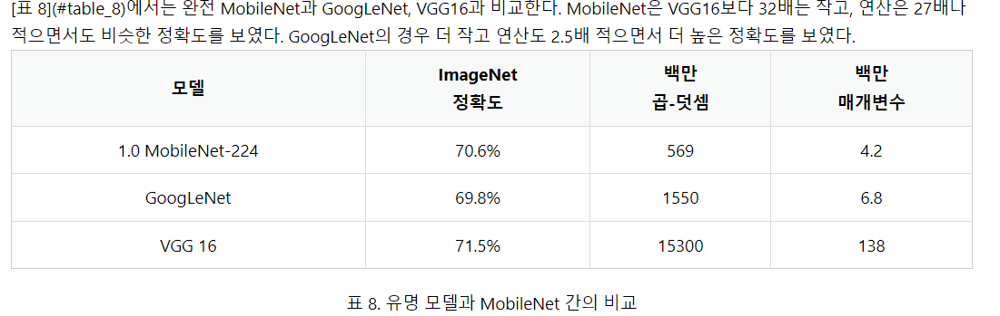 [표 8](#table_8)에서는 완전 MobileNet과 GoogLeNet, VGG16과 비교한다. MobileNet은 VGG16보다 32배는 작고, 연산은 27배나
적으면서도 비슷한 정확도를 보였다. GoogLeNet의 경우 더 작고 연산도 2.5배 적으면서 더 높은 정확도를 보였다.
모델 ImageNet 정확도 백만 곱-덧셈 백만 매개변수
1.0 MobileNet-224 70.6% 569 4.2
GoogLeNet 69.8% 1550 6.8
VGG 16 71.5% 15300 138
표 8. 유명 모델과 MobileNet 간의 비교